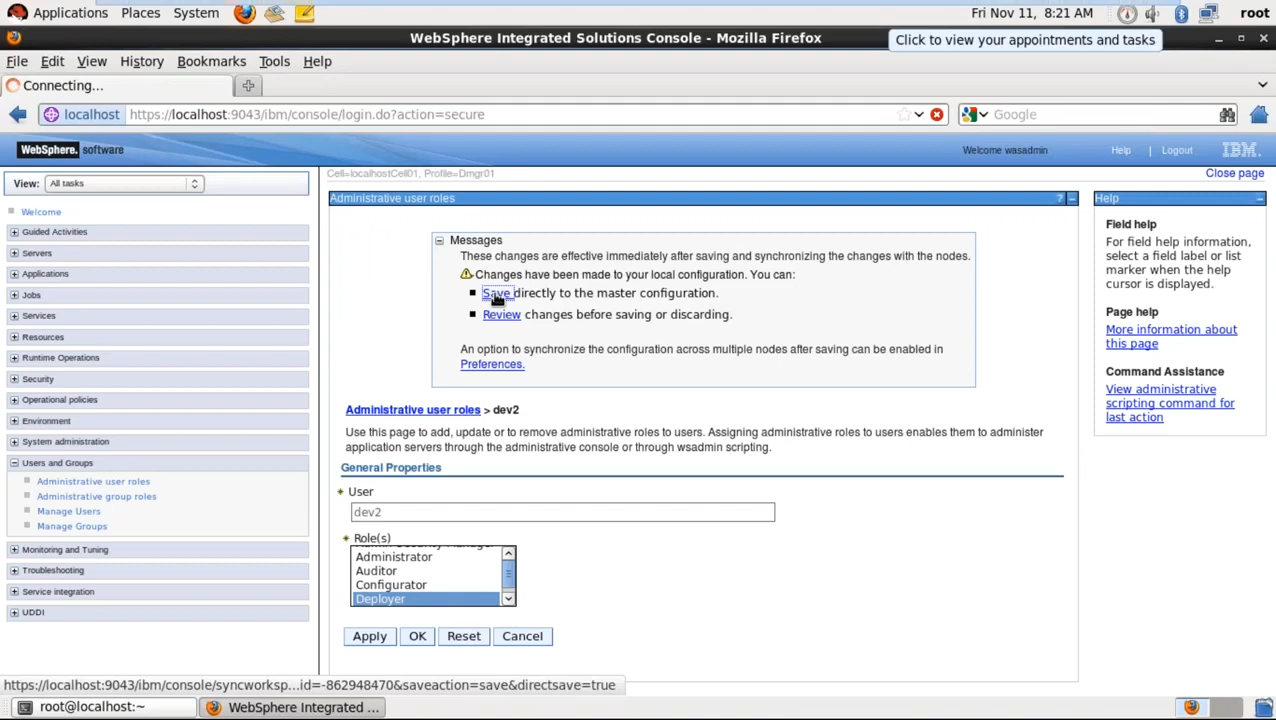 Applications Places System
Fri Nov 11, 8:21 AM
root
WebSphere Integrated Solutions Console - Mozilla Firefox
Click to view your appointments and tasks
File Edit View History Bookmarks Tools Help
Connecting...
localhost https://localhost:9043/ibm/console/login.do?action=secure
Google
WebSphere. software
Welcome wasadmin
Help | Logout
IBM.
View: All tasks
Welcome
Guided Activities
Servers
Applications
Jobs
Services
Resources
Runtime Operations
Security
Operational policies
Environment
System administration
Users and Groups
Administrative user roles
Administrative group roles
Manage Users
Manage Groups
Monitoring and Tuning
Troubleshooting
Service integration
UDDI
Cell=localhostCell01, Profile=Dmgr01
Close page
Administrative user roles
?
Messages
These changes are effective immediately after saving and synchronizing the changes with the nodes.
Changes have been made to your local configuration. You can:
Save directly to the master configuration.
Review changes before saving or discarding.
An option to synchronize the configuration across multiple nodes after saving can be enabled in
Preferences.
Administrative user roles > dev2
Use this page to add, update or to remove administrative roles to users. Assigning administrative roles to users enables them to administer
application servers through the administrative console or through wsadmin scripting.
General Properties
User
dev2
Role(s)
Administrator
Auditor
Configurator
Deployer
Apply OK Reset Cancel
Help
Field help
For field help information,
select a field label or list
marker when the help
cursor is displayed.
Page help
More information about
this page
Command Assistance
View administrative
scripting command for
last action
https://localhost:9043/ibm/console/syncworksp...id=-862948470&saveaction=save&directsave=true
root@localhost:~
WebSphere Integrated ...